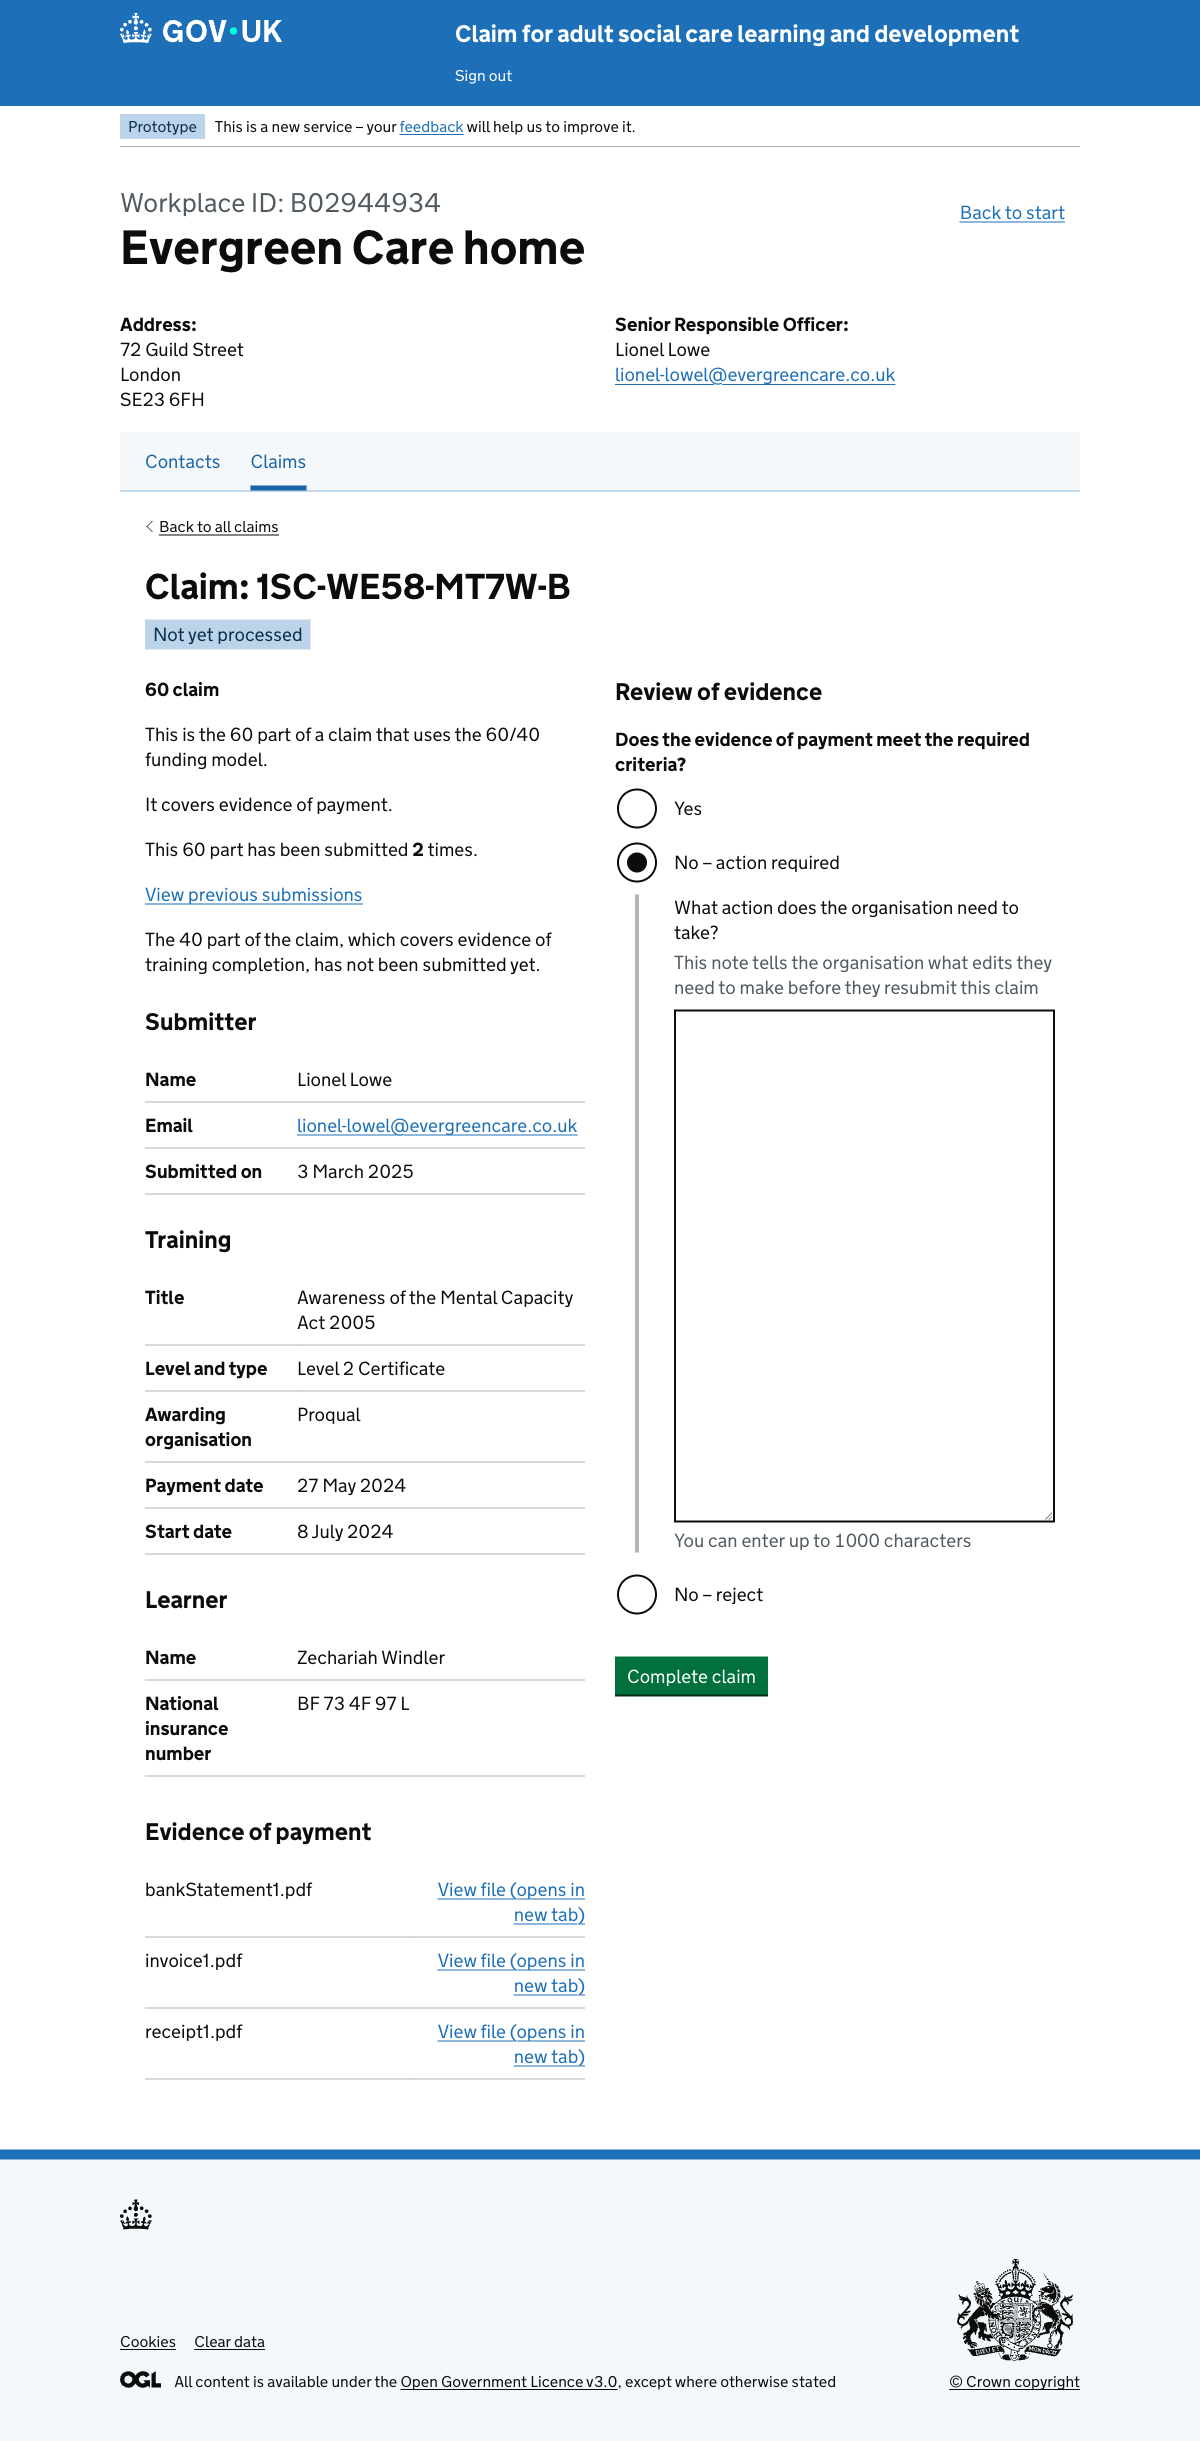 GOV·UK
Claim for adult social care learning and development
Sign out
Prototype
This is a new service – your feedback will help us to improve it.
Workplace ID: B02944934
Evergreen Care home
Back to start
Address:
72 Guild Street
London
SE23 6FH
Senior Responsible Officer:
Lionel Lowe
lionel-lowel@evergreencare.co.uk
Contacts
Claims
Back to all claims
Claim: 1SC-WE58-MT7W-B
Not yet processed
60 claim
This is the 60 part of a claim that uses the 60/40
funding model.
It covers evidence of payment.
This 60 part has been submitted 2 times.
View previous submissions
The 40 part of the claim, which covers evidence of
training completion, has not been submitted yet.
Submitter
Name Lionel Lowe
Email lionel-lowel@evergreencare.co.uk
Submitted on 3 March 2025
Training
Title Awareness of the Mental Capacity
Act 2005
Level and type Level 2 Certificate
Awarding Proqual
organisation
Payment date 27 May 2024
Start date 8 July 2024
Learner
Name Zechariah Windler
National BF 73 4F 97 L
insurance
number
Evidence of payment
bankStatement1.pdf View file (opens in
new tab)
invoice1.pdf View file (opens in
new tab)
receipt1.pdf View file (opens in
new tab)
Review of evidence
Does the evidence of payment meet the required
criteria?
Yes
No – action required
What action does the organisation need to
take?
This note tells the organisation what edits they
need to make before they resubmit this claim
You can enter up to 1000 characters
No – reject
Complete claim
Cookies
Clear data
OGL
All content is available under the Open Government Licence v3.0, except where otherwise stated
© Crown copyright